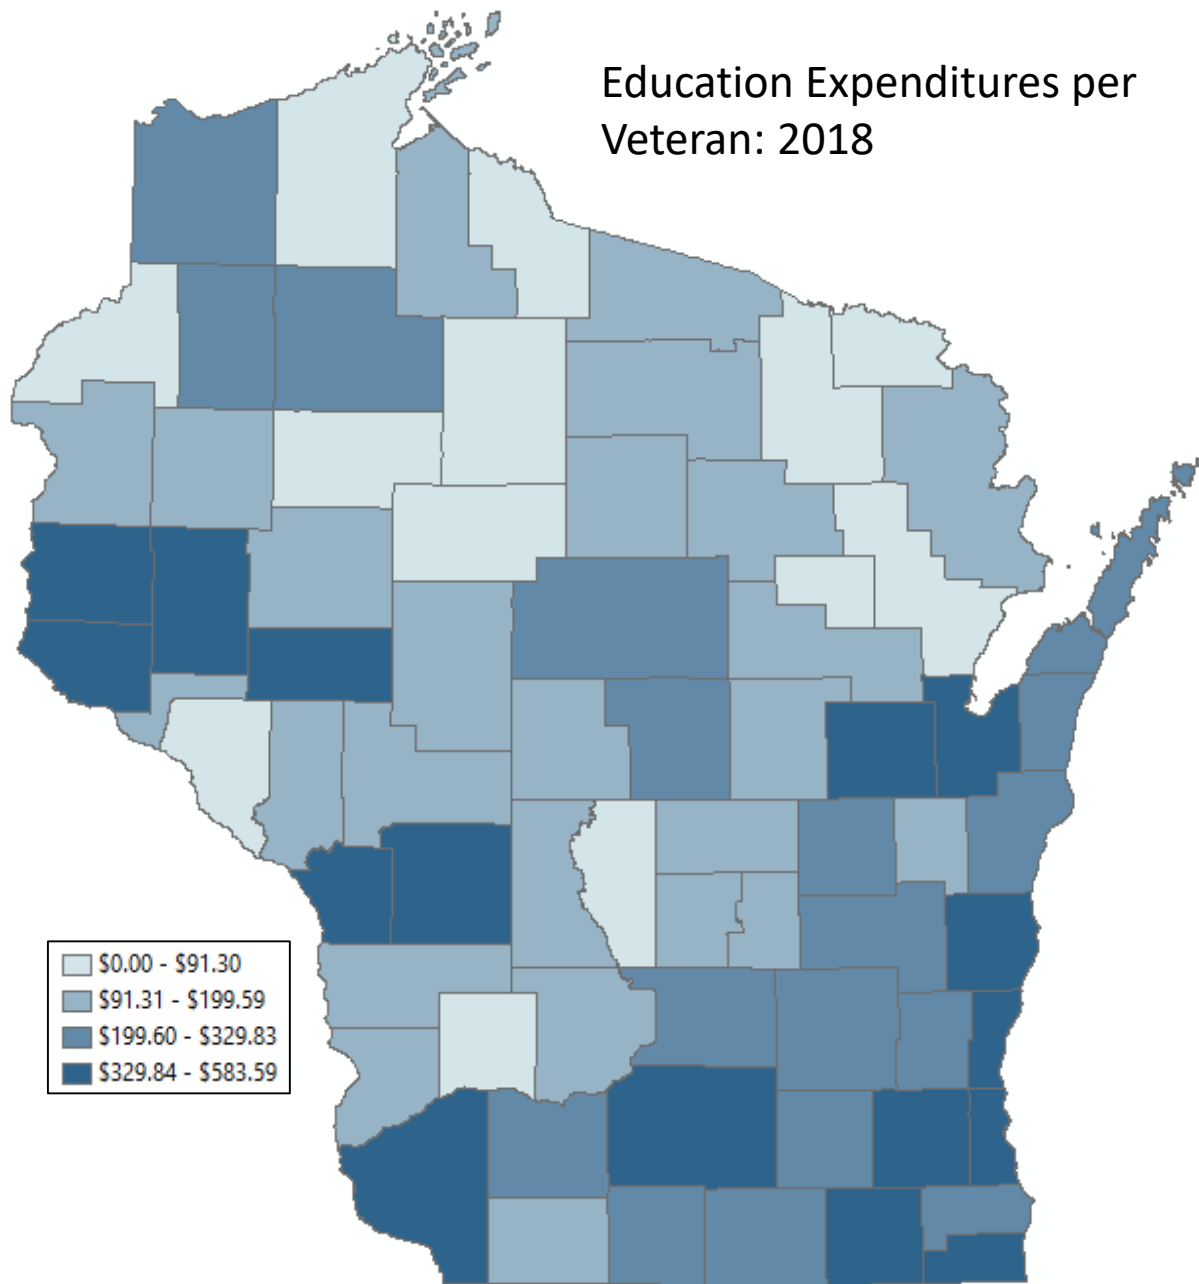 Education Expenditures per
Veteran: 2018
$0.00 - $91.30
$91.31 - $199.59
$199.60 - $329.83
$329.84 - $583.59